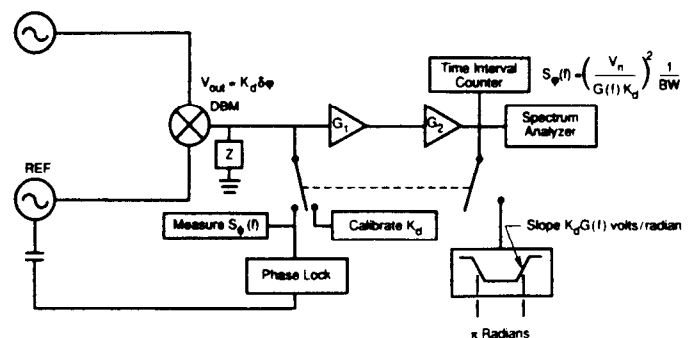 V_out = K_d δφ
DBM
Z
REF
G_1
G_2
Time Interval
Counter
S_φ(f) = (V_n / G(f) K_d)^2 1/BW
Spectrum
Analyzer
Measure S_φ(f)
Calibrate K_d
Phase Lock
Slope K_d G(f) volts/radian
π Radians